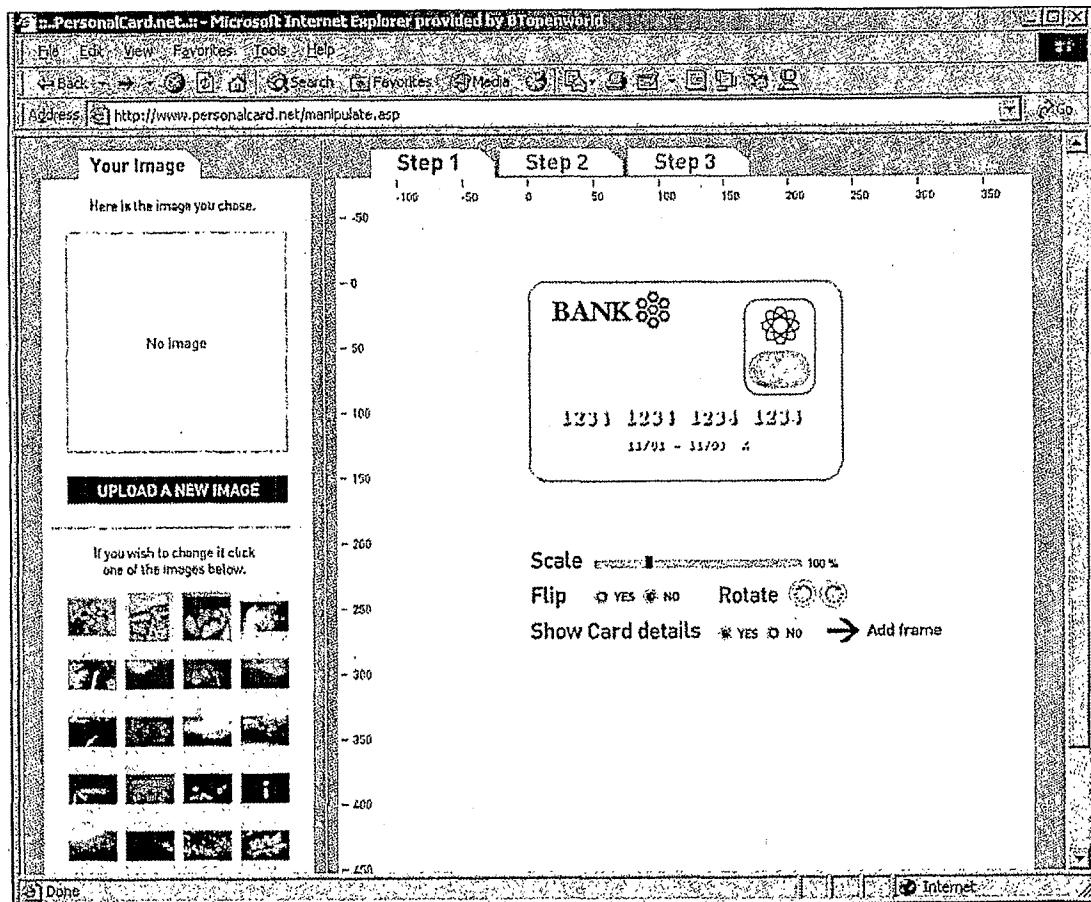 ::..PersonalCard.net..:: - Microsoft Internet Explorer provided by BTopenworld
File Edit View Favorites Tools Help
Back Search Favorites Media
Address http://www.personalcard.net/manipulate.asp Go
Your Image
Here is the image you chose.
No Image
UPLOAD A NEW IMAGE
If you wish to change it click
one of the images below.
Step 1 Step 2 Step 3
-100 -50 0 50 100 150 200 250 300 350
-50
0
50
100
150
200
250
300
350
400
450
BANK
1234 1234 1234 1234
Scale 100 %
Flip YES NO Rotate
Show Card details YES NO Add frame
Done Internet